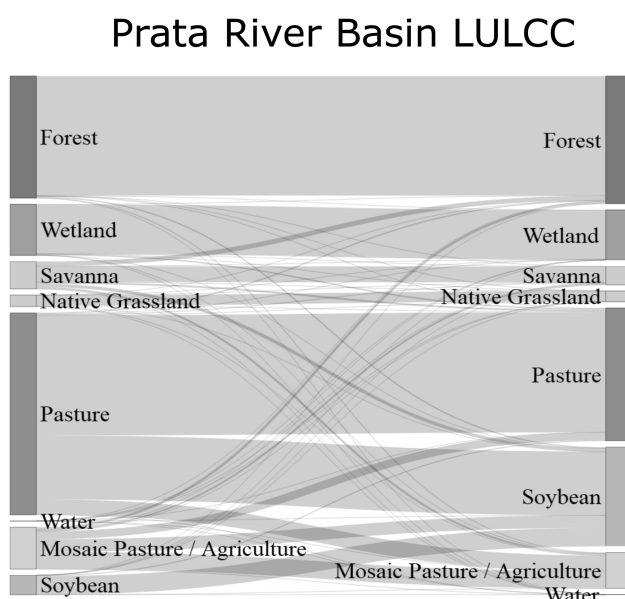 Prata River Basin LULCC
Forest
Wetland
Savanna
Native Grassland
Pasture
Water
Mosaic Pasture / Agriculture
Soybean
Forest
Wetland
Savanna
Native Grassland
Pasture
Soybean
Mosaic Pasture / Agriculture
Water